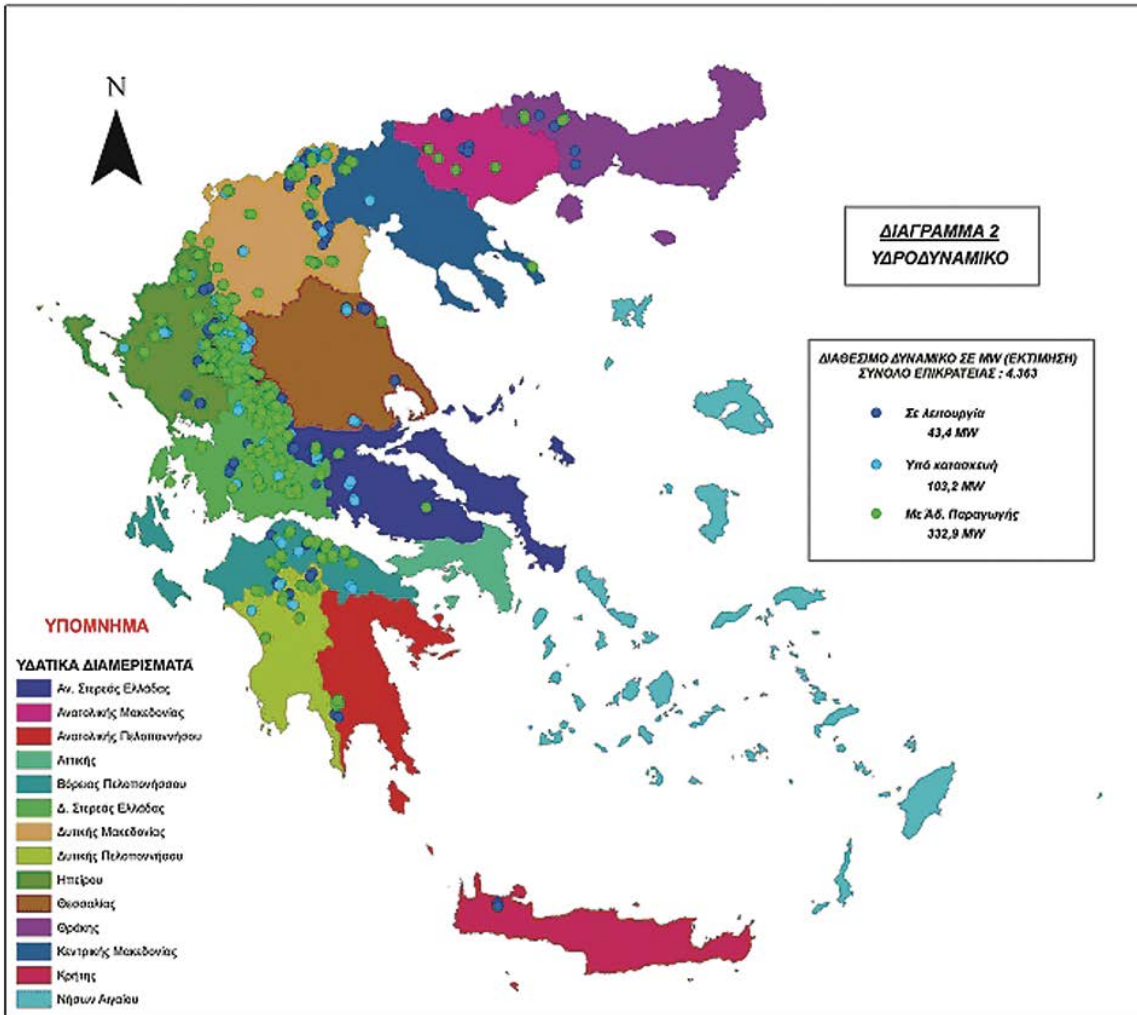 N
ΔΙΑΓΡΑΜΜΑ 2
ΥΔΡΟΔΥΝΑΜΙΚΟ
ΔΙΑΘΕΣΙΜΟ ΔΥΝΑΜΙΚΟ ΣΕ MW (ΕΚΤΙΜΗΣΗ)
ΣΥΝΟΛΟ ΕΠΙΚΡΑΤΕΙΑΣ : 4.363
Σε λειτουργία
43,4 MW
Υπό κατασκευή
103,2 MW
Με Άδ. Παραγωγής
332,9 MW
ΥΠΟΜΝΗΜΑ
ΥΔΑΤΙΚΑ ΔΙΑΜΕΡΙΣΜΑΤΑ
Αν. Στερεάς Ελλάδας
Ανατολικής Μακεδονίας
Ανατολικής Πελοποννήσου
Αττικής
Βόρειας Πελοπονήσσου
Δ. Στερεάς Ελλάδας
Δυτικής Μακεδονίας
Δυτικής Πελοποννήσου
Ηπείρου
Θεσσαλίας
Θράκης
Κεντρικής Μακεδονίας
Κρήτης
Νήσων Αιγαίου